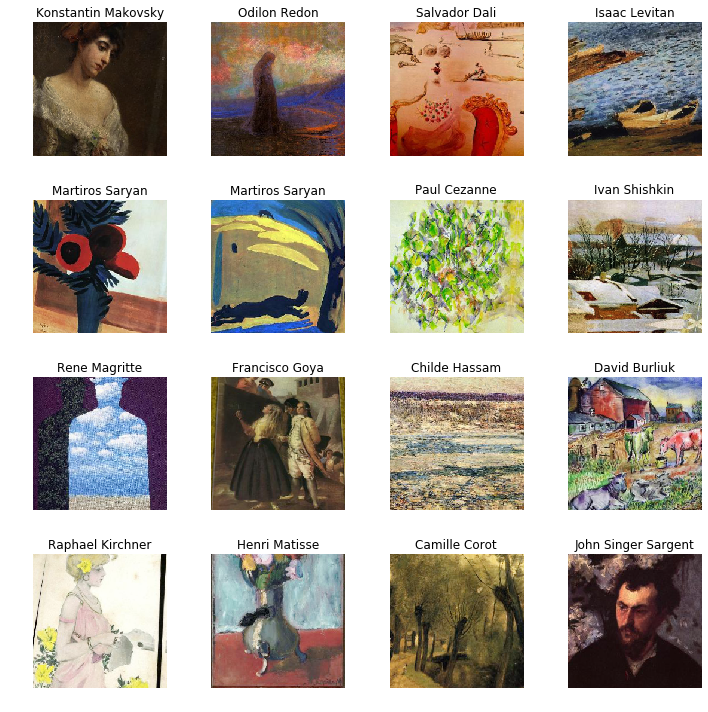 Konstantin Makovsky
Odilon Redon
Salvador Dali
Isaac Levitan
Martiros Saryan
Martiros Saryan
Paul Cezanne
Ivan Shishkin
Rene Magritte
Francisco Goya
Childe Hassam
David Burliuk
Raphael Kirchner
Henri Matisse
Camille Corot
John Singer Sargent